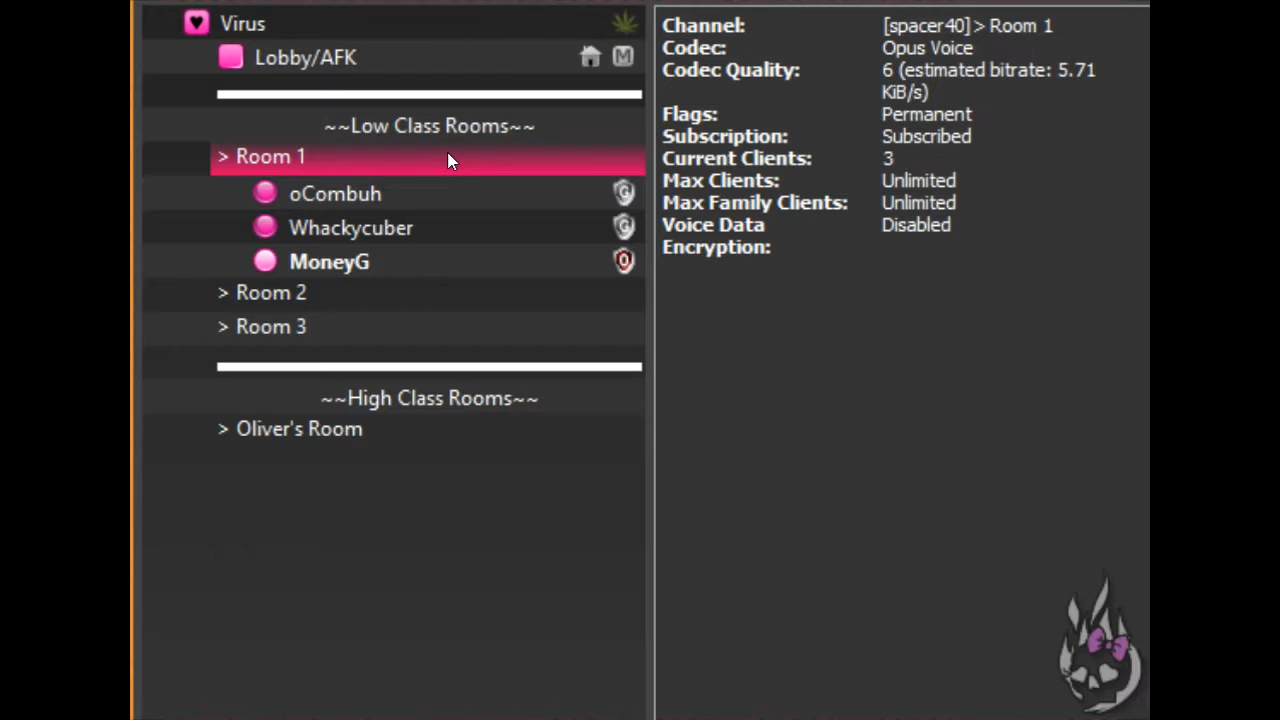 Virus
Lobby/AFK
~~Low Class Rooms~~
> Room 1
oCombuh
Whackycuber
MoneyG
> Room 2
> Room 3
~~High Class Rooms~~
> Oliver's Room
Channel: [spacer40]> Room 1
Codec: Opus Voice
Codec Quality: 6 (estimated bitrate: 5.71
KiB/s)
Flags: Permanent
Subscription: Subscribed
Current Clients: 3
Max Clients: Unlimited
Max Family Clients: Unlimited
Voice Data Disabled
Encryption: